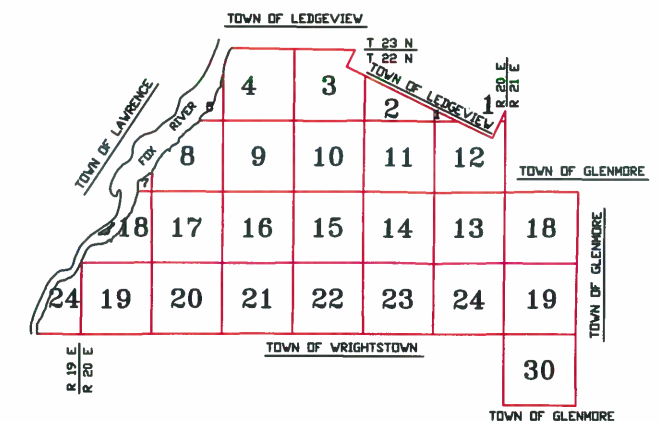 TOWN OF LEDGEVIEW
T 23 N
T 22 N
TOWN OF LEDGEVIEW
R 20 E
R 21 E
TOWN OF LAWRENCE
FOX RIVER
4 3 2 1
8 9 10 11 12
TOWN OF GLENMORE
18 17 16 15 14 13 18
TOWN OF GLENMORE
24 19 20 21 22 23 24 19
R 19 E
R 20 E
TOWN OF WRIGHTSTOWN
30
TOWN OF GLENMORE